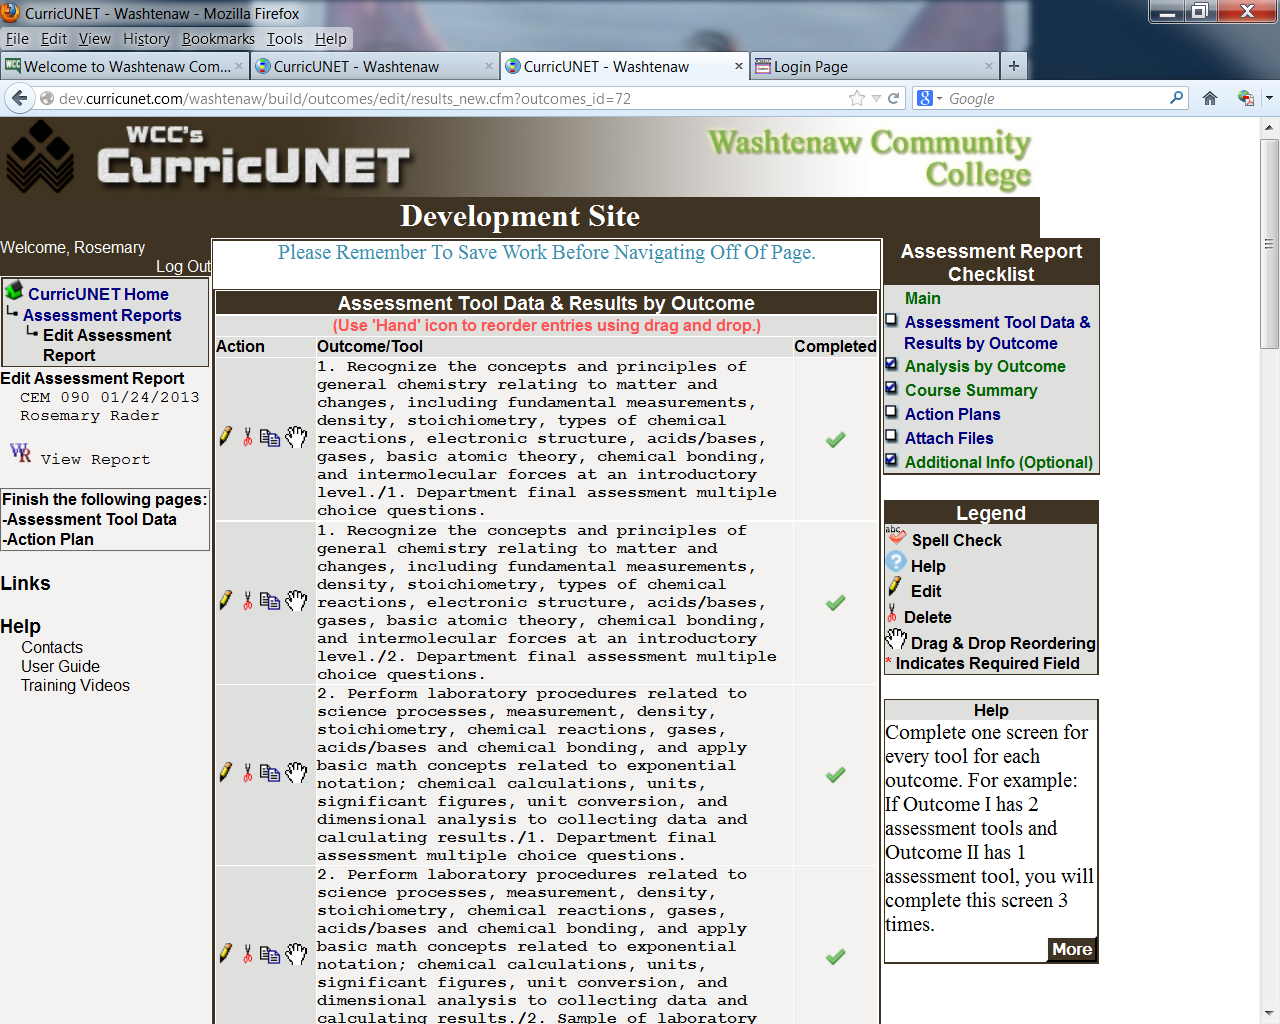 CurricUNET - Washtenaw - Mozilla Firefox
File Edit View History Bookmarks Tools Help
Welcome to Washtenaw Com... CurricUNET - Washtenaw CurricUNET - Washtenaw Login Page
dev.curricunet.com/washtenaw/build/outcomes/edit/results_new.cfm?outcomes_id=72
Google
WCC's
CurricUNET
Washtenaw Community
College
Development Site
Welcome, Rosemary
Log Out
CurricUNET Home
Assessment Reports
Edit Assessment
Report
Edit Assessment Report
CEM 090 01/24/2013
Rosemary Rader
View Report
Finish the following pages:
-Assessment Tool Data
-Action Plan
Links
Help
Contacts
User Guide
Training Videos
Please Remember To Save Work Before Navigating Off Of Page.
Assessment Tool Data & Results by Outcome
(Use 'Hand' icon to reorder entries using drag and drop.)
Action Outcome/Tool Completed
1. Recognize the concepts and principles of
general chemistry relating to matter and
changes, including fundamental measurements,
density, stoichiometry, types of chemical
reactions, electronic structure, acids/bases,
gases, basic atomic theory, chemical bonding,
and intermolecular forces at an introductory
level./1. Department final assessment multiple
choice questions.
1. Recognize the concepts and principles of
general chemistry relating to matter and
changes, including fundamental measurements,
density, stoichiometry, types of chemical
reactions, electronic structure, acids/bases,
gases, basic atomic theory, chemical bonding,
and intermolecular forces at an introductory
level./2. Department final assessment multiple
choice questions.
2. Perform laboratory procedures related to
science processes, measurement, density,
stoichiometry, chemical reactions, gases,
acids/bases and chemical bonding, and apply
basic math concepts related to exponential
notation; chemical calculations, units,
significant figures, unit conversion, and
dimensional analysis to collecting data and
calculating results./1. Department final
assessment multiple choice questions.
2. Perform laboratory procedures related to
science processes, measurement, density,
stoichiometry, chemical reactions, gases,
acids/bases and chemical bonding, and apply
basic math concepts related to exponential
notation; chemical calculations, units,
significant figures, unit conversion, and
dimensional analysis to collecting data and
calculating results./2. Sample of laboratory
Assessment Report
Checklist
Main
Assessment Tool Data &
Results by Outcome
Analysis by Outcome
Course Summary
Action Plans
Attach Files
Additional Info (Optional)
Legend
abc Spell Check
Help
Edit
Delete
Drag & Drop Reordering
* Indicates Required Field
Help
Complete one screen for
every tool for each
outcome. For example:
If Outcome I has 2
assessment tools and
Outcome II has 1
assessment tool, you will
complete this screen 3
times.
More